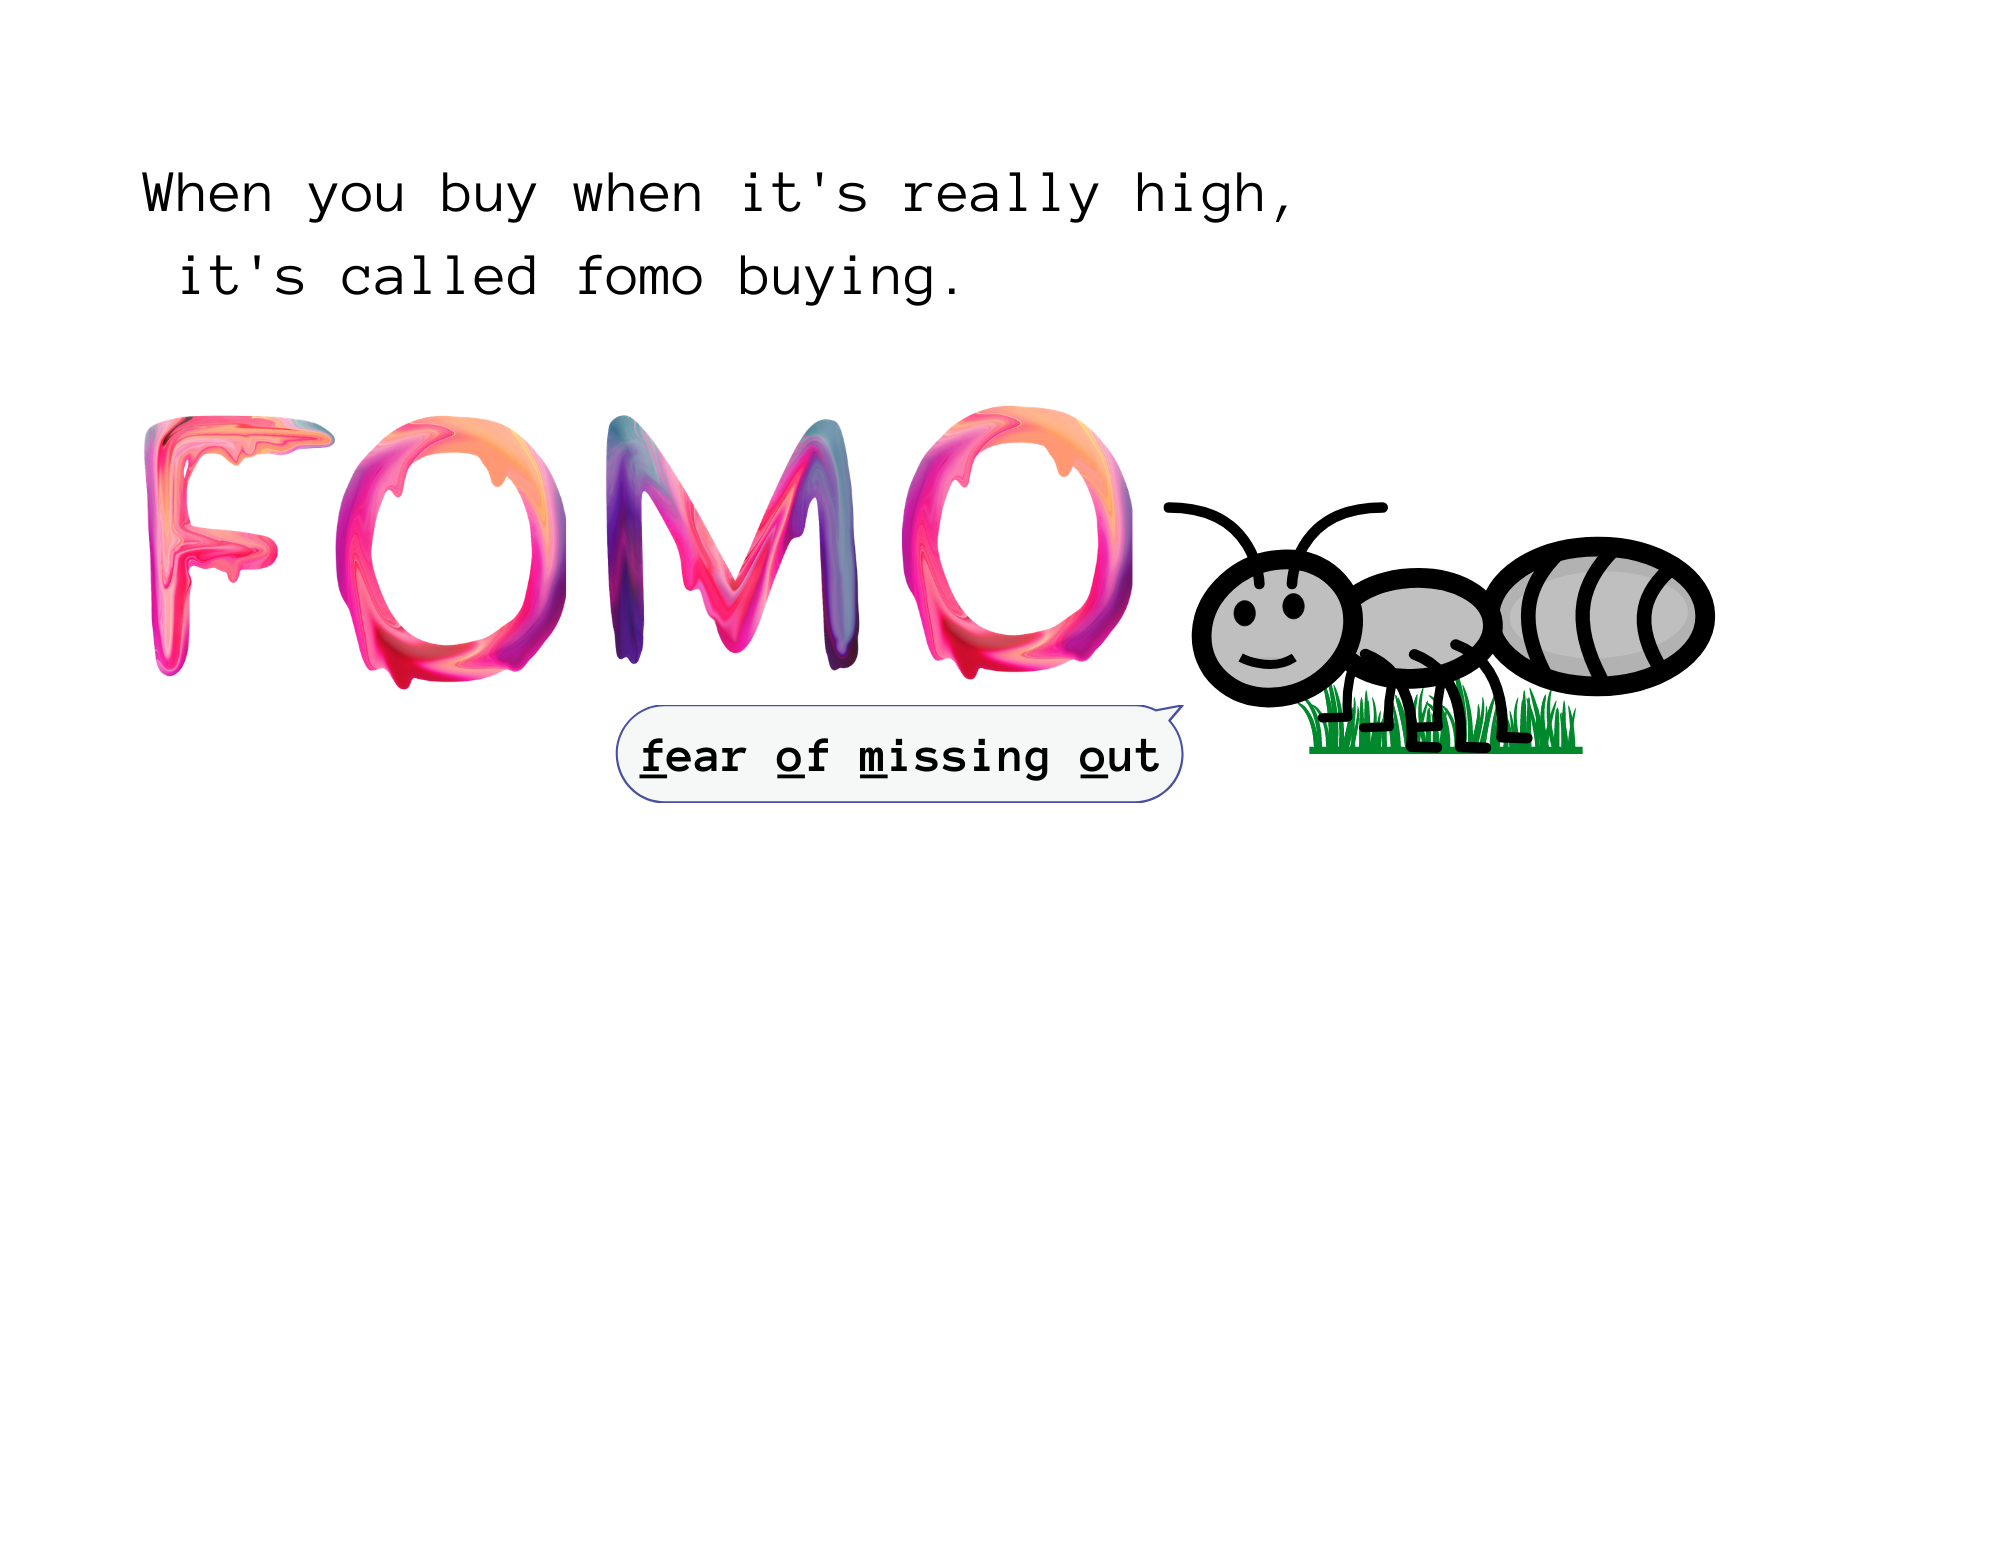 When you buy when it's really high,
it's called fomo buying.
FOMO
fear of missing out